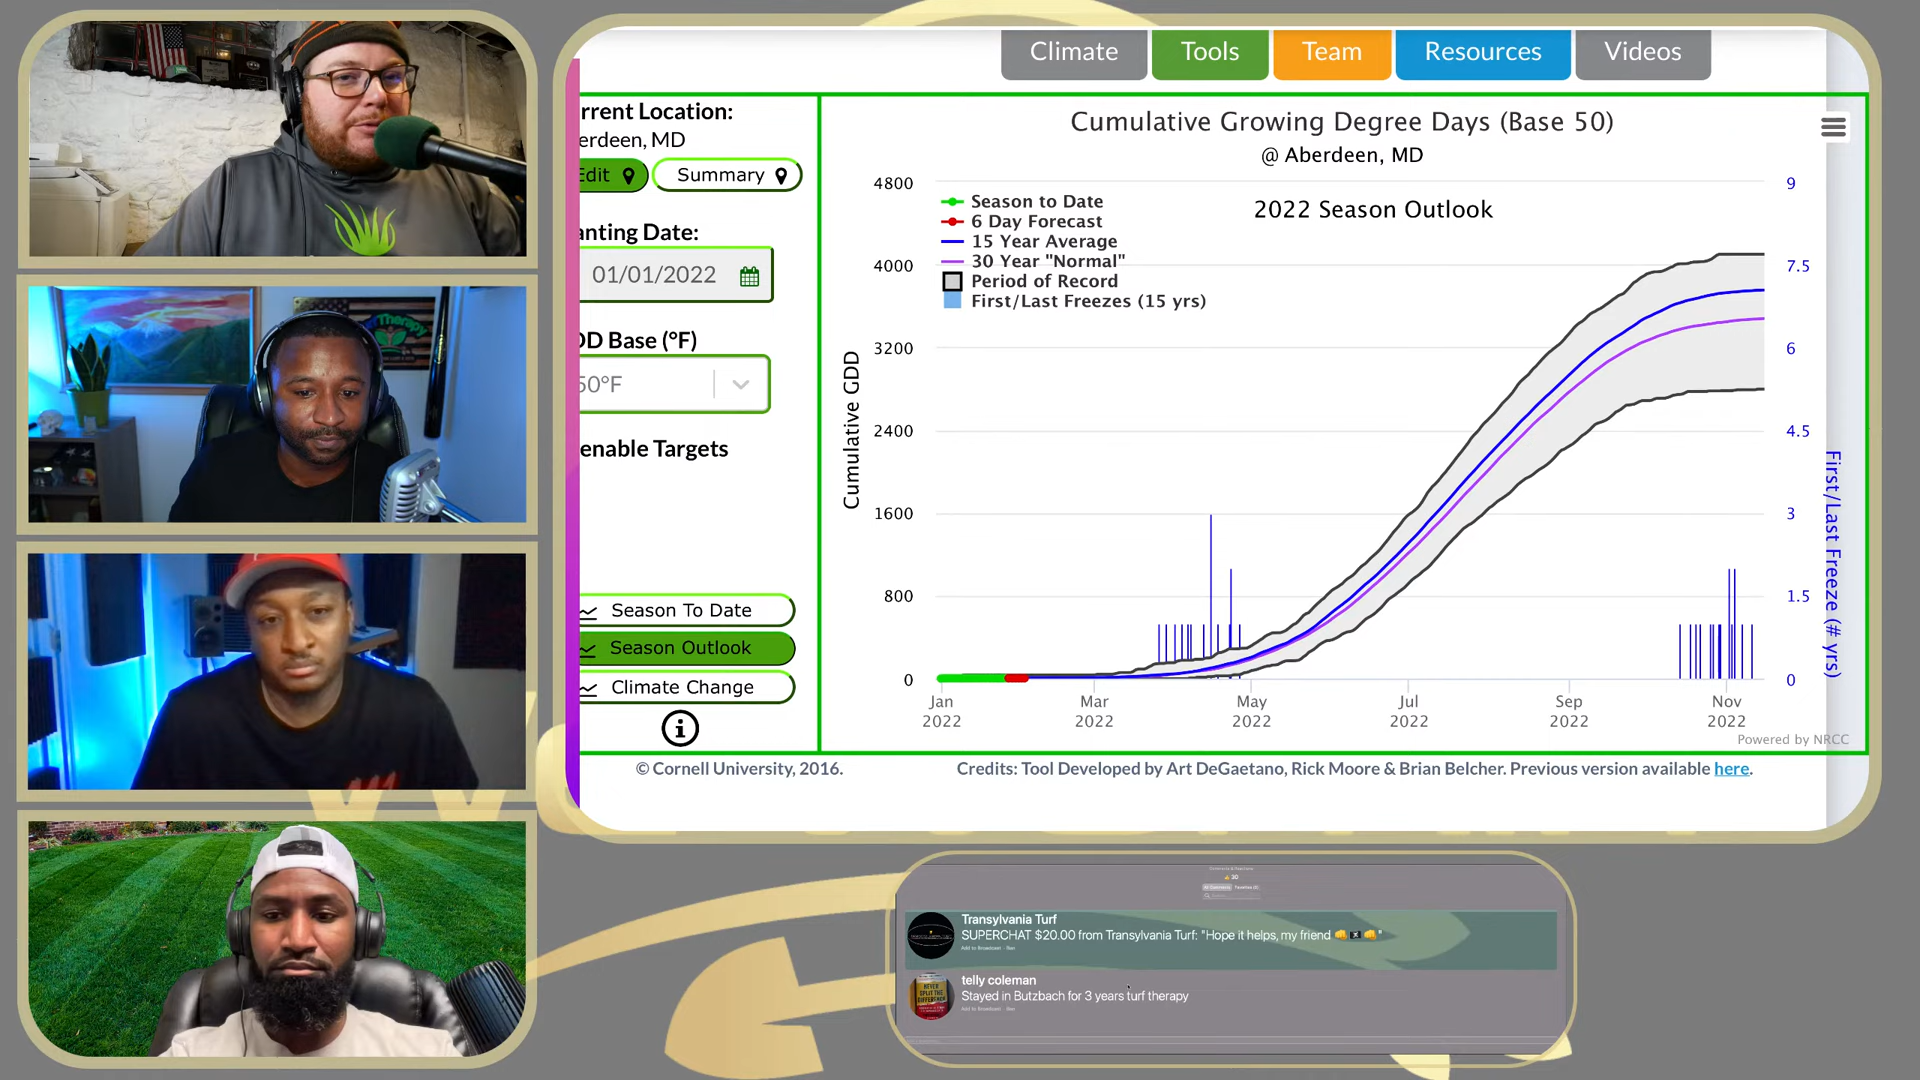 Climate
Tools
Team
Resources
Videos
rrent Location:
erdeen, MD
Edit
Summary
anting Date:
01/01/2022
DD Base (°F)
50°F
enable Targets
Season To Date
Season Outlook
Climate Change
Cumulative Growing Degree Days (Base 50)
@ Aberdeen, MD
2022 Season Outlook
Season to Date
6 Day Forecast
15 Year Average
30 Year "Normal"
Period of Record
First/Last Freezes (15 yrs)
Cumulative GDD
4800
4000
3200
2400
1600
800
0
9
7.5
6
4.5
3
1.5
0
First/Last Freeze (# yrs)
Jan
2022
Mar
2022
May
2022
Jul
2022
Sep
2022
Nov
2022
Powered by NRCC
© Cornell University, 2016.
Credits: Tool Developed by Art DeGaetano, Rick Moore & Brian Belcher. Previous version available here.
30
Transylvania Turf
SUPERCHAT $20.00 from Transylvania Turf: "Hope it helps, my friend 👊🏴‍☠️👊"
telly coleman
Stayed in Butzbach for 3 years turf therapy
NEVER
SPLIT THE
DIFFERENCE